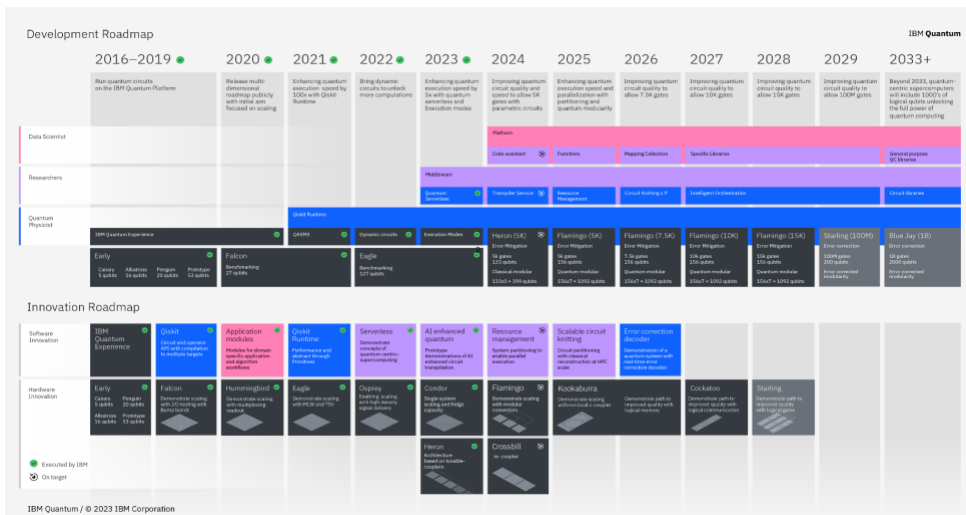 Development Roadmap
IBM Quantum
2016–2019
2020
2021
2022
2023
2024
2025
2026
2027
2028
2029
2033+
Run quantum circuits
on the IBM Quantum Platform
Release multi-
dimensional
roadmap publicly
with initial aim
focused on scaling
Enhancing quantum
execution speed by
100x with Qiskit
Runtime
Bring dynamic
circuits to unlock
more computations
Enhancing quantum
execution speed by
5x with quantum
serverless and
Execution modes
Improving quantum
circuit quality and
speed to allow 5K
gates with
parametric circuits
Enhancing quantum
execution speed and
parallelization with
partitioning and
quantum modularity
Improving quantum
circuit quality to
allow 7.5K gates
Improving quantum
circuit quality to
allow 10K gates
Improving quantum
circuit quality to
allow 15K gates
Improving quantum
circuit quality to
allow 100M gates
Beyond 2033, quantum-
centric supercomputers
will include 1000's of
logical qubits unlocking
the full power of
quantum computing
Data Scientist
Platform
Code assistant
Functions
Mapping Collection
Specific Libraries
General purpose
QC libraries
Researchers
Middleware
Quantum
Serverless
Transpiler Service
Resource
Management
Circuit Knitting x P
Intelligent Orchestration
Circuit libraries
Quantum
Physicist
Qiskit Runtime
IBM Quantum Experience
QASM3
Dynamic circuits
Execution Modes
Heron (5K)
Error Mitigation
5k gates
133 qubits
Classical modular
133x3 = 399 qubits
Flamingo (5K)
Error Mitigation
5k gates
156 qubits
Quantum modular
156x7 = 1092 qubits
Flamingo (7.5K)
Error Mitigation
7.5k gates
156 qubits
Quantum modular
156x7 = 1092 qubits
Flamingo (10K)
Error Mitigation
10k gates
156 qubits
Quantum modular
156x7 = 1092 qubits
Flamingo (15K)
Error Mitigation
15k gates
156 qubits
Quantum modular
156x7 = 1092 qubits
Starling (100M)
Error correction
100M gates
200 qubits
Error corrected
modularity
Blue Jay (1B)
Error correction
1B gates
2000 qubits
Error corrected
modularity
Early
Canary
5 qubits
Albatross
16 qubits
Penguin
20 qubits
Prototype
53 qubits
Falcon
Benchmarking
27 qubits
Eagle
Benchmarking
127 qubits
Innovation Roadmap
Software
Innovation
IBM
Quantum
Experience
Qiskit
Circuit and operator
API with compilation
to multiple targets
Application
modules
Modules for domain
specific application
and algorithm
workflows
Qiskit
Runtime
Performance and
abstract through
Primitives
Serverless
Demonstrate
concepts of
quantum centric-
supercomputing
AI enhanced
quantum
Prototype
demonstrations of AI
enhanced circuit
transpilation
Resource
management
System partitioning to
enable parallel
execution
Scalable circuit
knitting
Circuit partitioning
with classical
reconstruction at HPC
scale
Error correction
decoder
Demonstration of a
quantum system with
real-time error
correction decoder
Hardware
Innovation
Early
Canary
5 qubits
Penguin
20 qubits
Albatross
16 qubits
Prototype
53 qubits
Falcon
Demonstrate scaling
with I/O routing with
Bump bonds
Hummingbird
Demonstrate scaling
with multiplexing
readout
Eagle
Demonstrate scaling
with MLW and TSV
Osprey
Enabling scaling
with high density
signal delivery
Condor
Single system
scaling and fridge
capacity
Flamingo
Demonstrate scaling
with modular
connectors
Kookaburra
Demonstrate scaling
with nonlocal c-coupler
Demonstrate path to
improved quality with
logical memory
Cockatoo
Demonstrate path to
improved quality with
logical communication
Starling
Demonstrate path to
improved quality with
logical gates
Heron
Architecture
based on tunable-
couplers
Crossbill
m- coupler
Executed by IBM
On target
IBM Quantum / © 2023 IBM Corporation